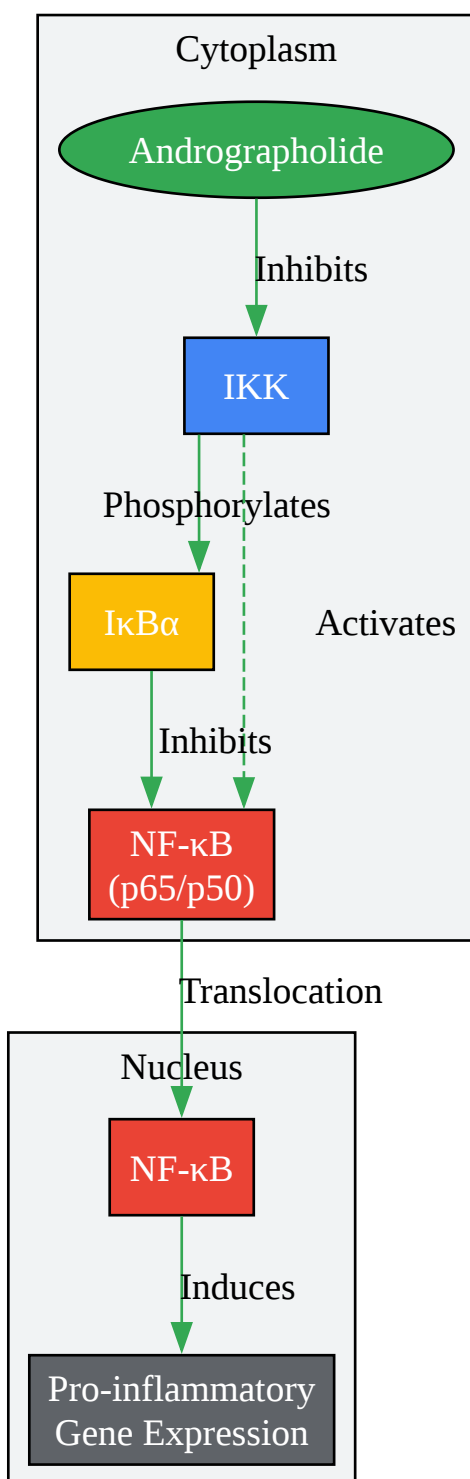 Cytoplasm
Andrographolide
Inhibits
IKK
Phosphorylates
IκBα
Activates
Inhibits
NF-κB
(p65/p50)
Translocation
Nucleus
NF-κB
Induces
Pro-inflammatory
Gene Expression